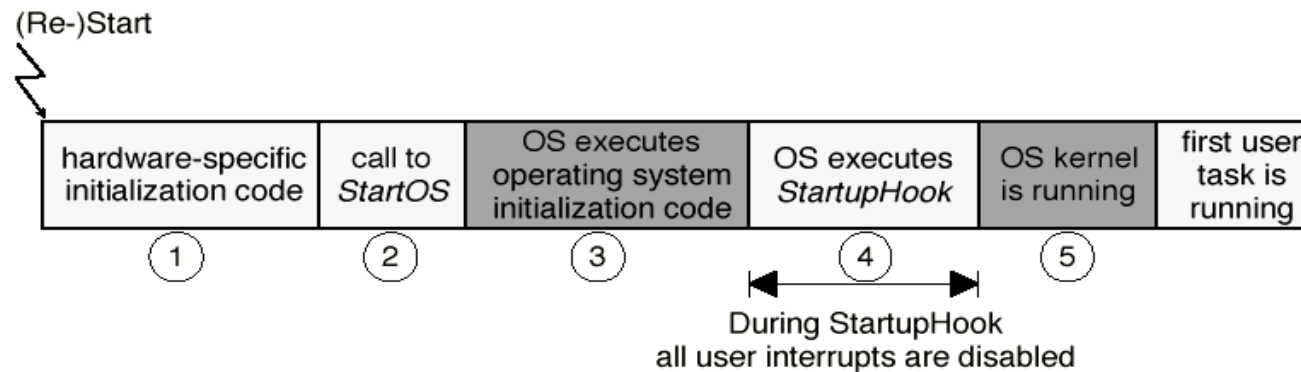 (Re-)Start
hardware-specific
initialization code
call to
StartOS
OS executes
operating system
initialization code
OS executes
StartupHook
OS kernel
is running
first user
task is
running
1
2
3
4
5
During StartupHook
all user interrupts are disabled